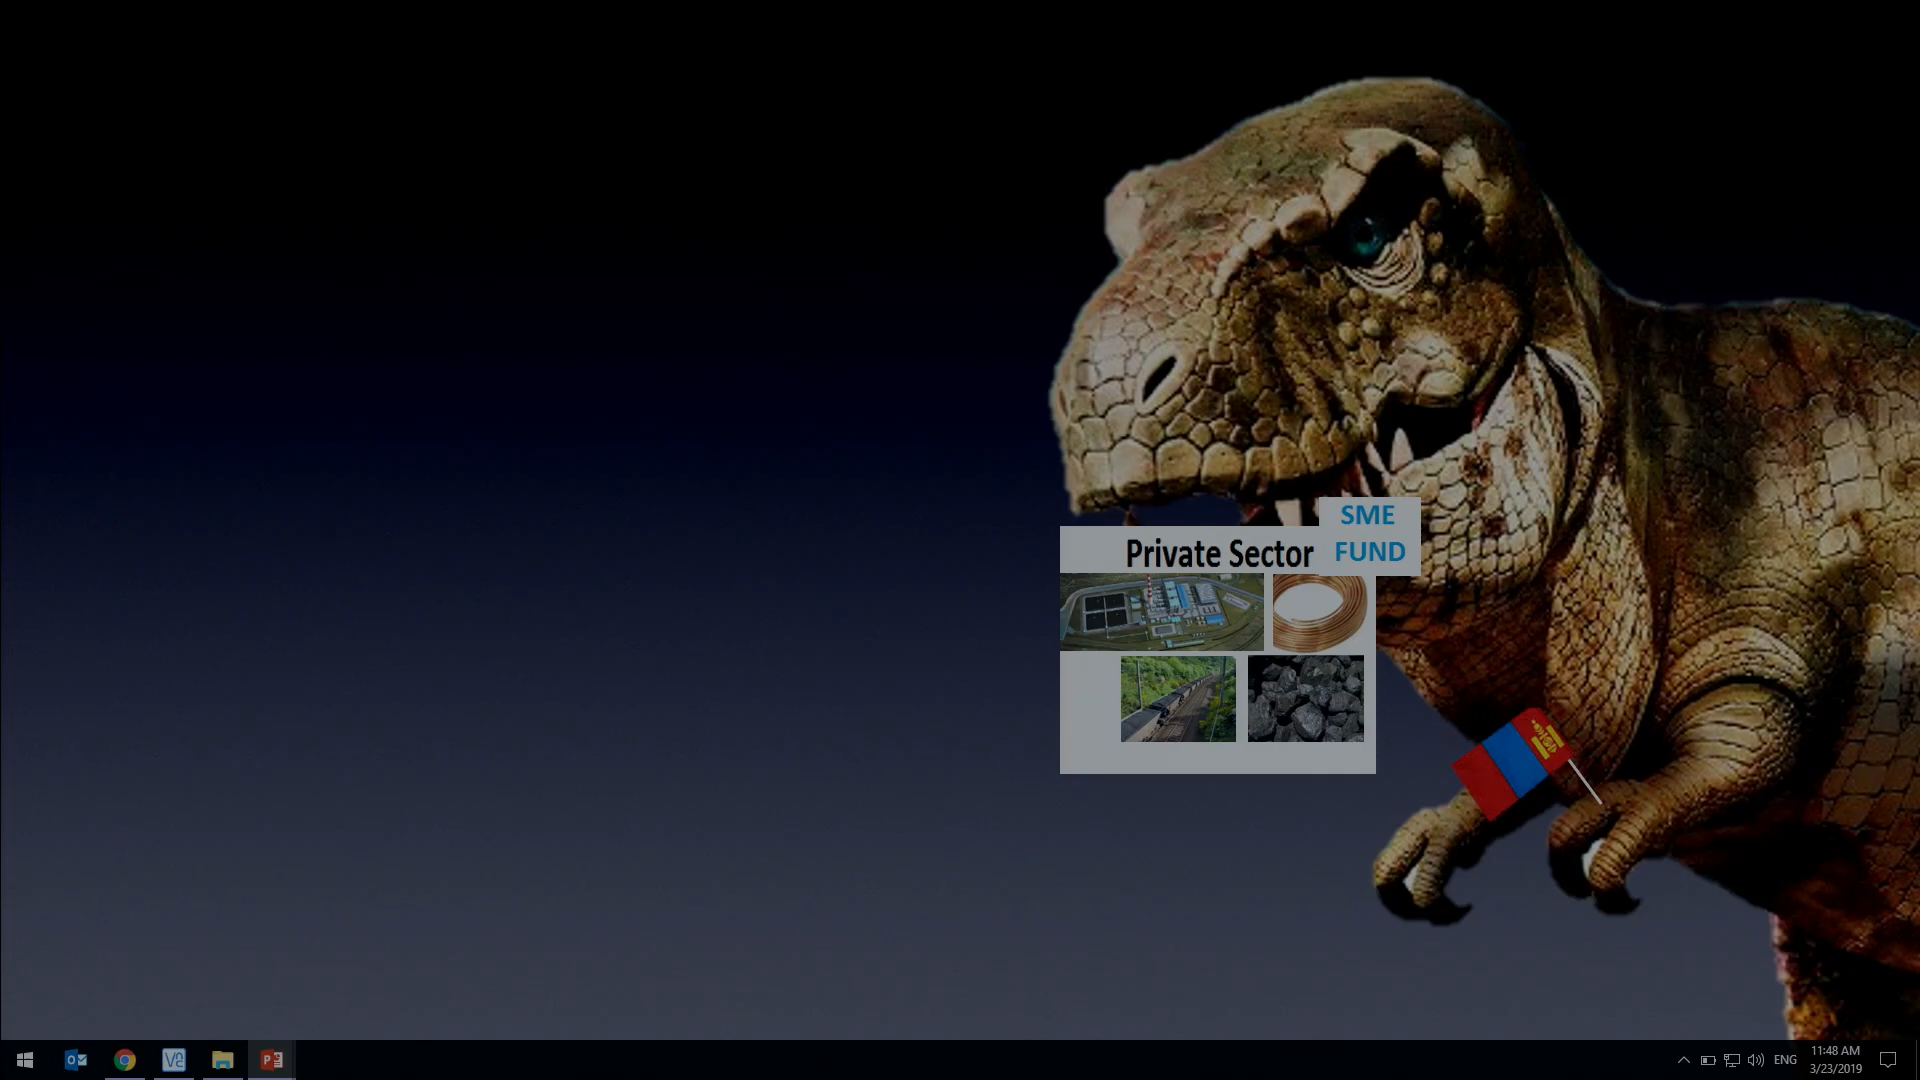 SME
FUND
Private Sector
ENG
11:48 AM
3/23/2019